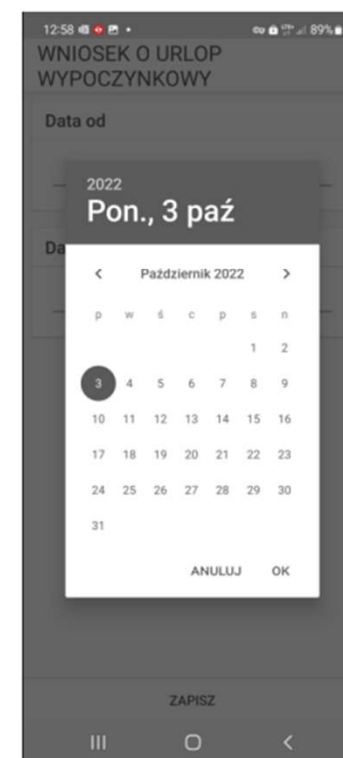 12:58
89%
WNIOSEK O URLOP
WYPOCZYNKOWY
Data od
2022
Pon., 3 paź
Da
Październik 2022
p w ś c p s n
1 2
3 4 5 6 7 8 9
10 11 12 13 14 15 16
17 18 19 20 21 22 23
24 25 26 27 28 29 30
31
ANULUJ OK
ZAPISZ